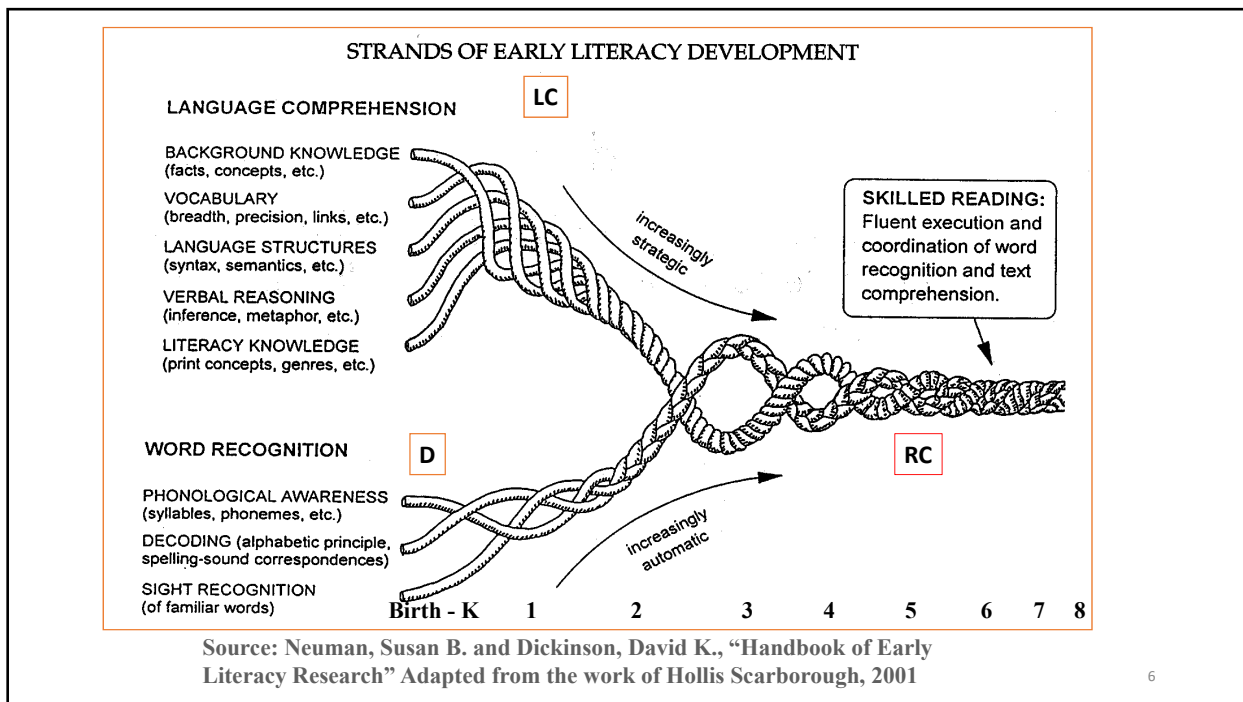 STRANDS OF EARLY LITERACY DEVELOPMENT
LC
LANGUAGE COMPREHENSION
BACKGROUND KNOWLEDGE
(facts, concepts, etc.)
VOCABULARY
(breadth, precision, links, etc.)
LANGUAGE STRUCTURES
(syntax, semantics, etc.)
VERBAL REASONING
(inference, metaphor, etc.)
LITERACY KNOWLEDGE
(print concepts, genres, etc.)
increasingly
strategic
SKILLED READING:
Fluent execution and
coordination of word
recognition and text
comprehension.
WORD RECOGNITION
D
RC
PHONOLOGICAL AWARENESS
(syllables, phonemes, etc.)
DECODING (alphabetic principle,
spelling-sound correspondences)
SIGHT RECOGNITION
(of familiar words)
increasingly
automatic
Birth - K 1 2 3 4 5 6 7 8
Source: Neuman, Susan B. and Dickinson, David K., “Handbook of Early
Literacy Research” Adapted from the work of Hollis Scarborough, 2001
6